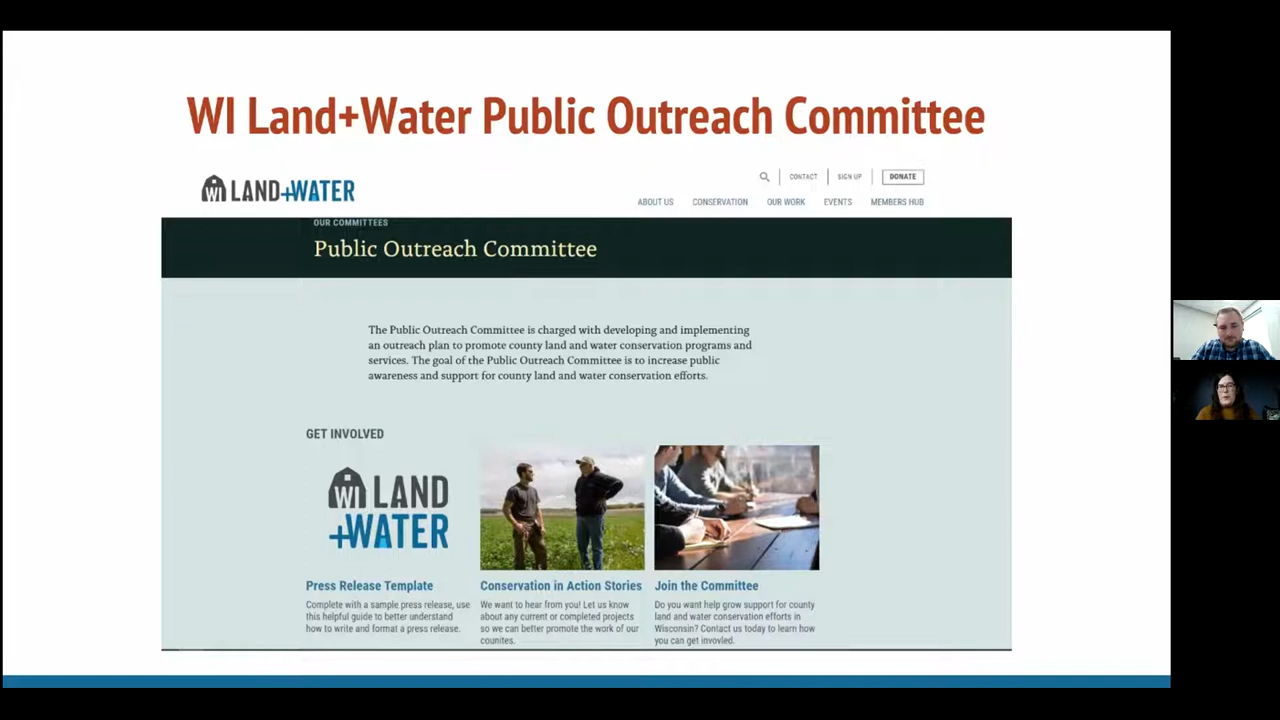 WI Land+Water Public Outreach Committee
WI LAND+WATER
CONTACT
SIGN UP
DONATE
ABOUT US
CONSERVATION
OUR WORK
EVENTS
MEMBERS HUB
OUR COMMITTEES
Public Outreach Committee
The Public Outreach Committee is charged with developing and implementing
an outreach plan to promote county land and water conservation programs and
services. The goal of the Public Outreach Committee is to increase public
awareness and support for county land and water conservation efforts.
GET INVOLVED
WI LAND
+WATER
Press Release Template
Complete with a sample press release, use
this helpful guide to better understand
how to write and format a press release.
Conservation in Action Stories
We want to hear from you! Let us know
about any current or completed projects
so we can better promote the work of our
counites.
Join the Committee
Do you want help grow support for county
land and water conservation efforts in
Wisconsin? Contact us today to learn how
you can get invovled.